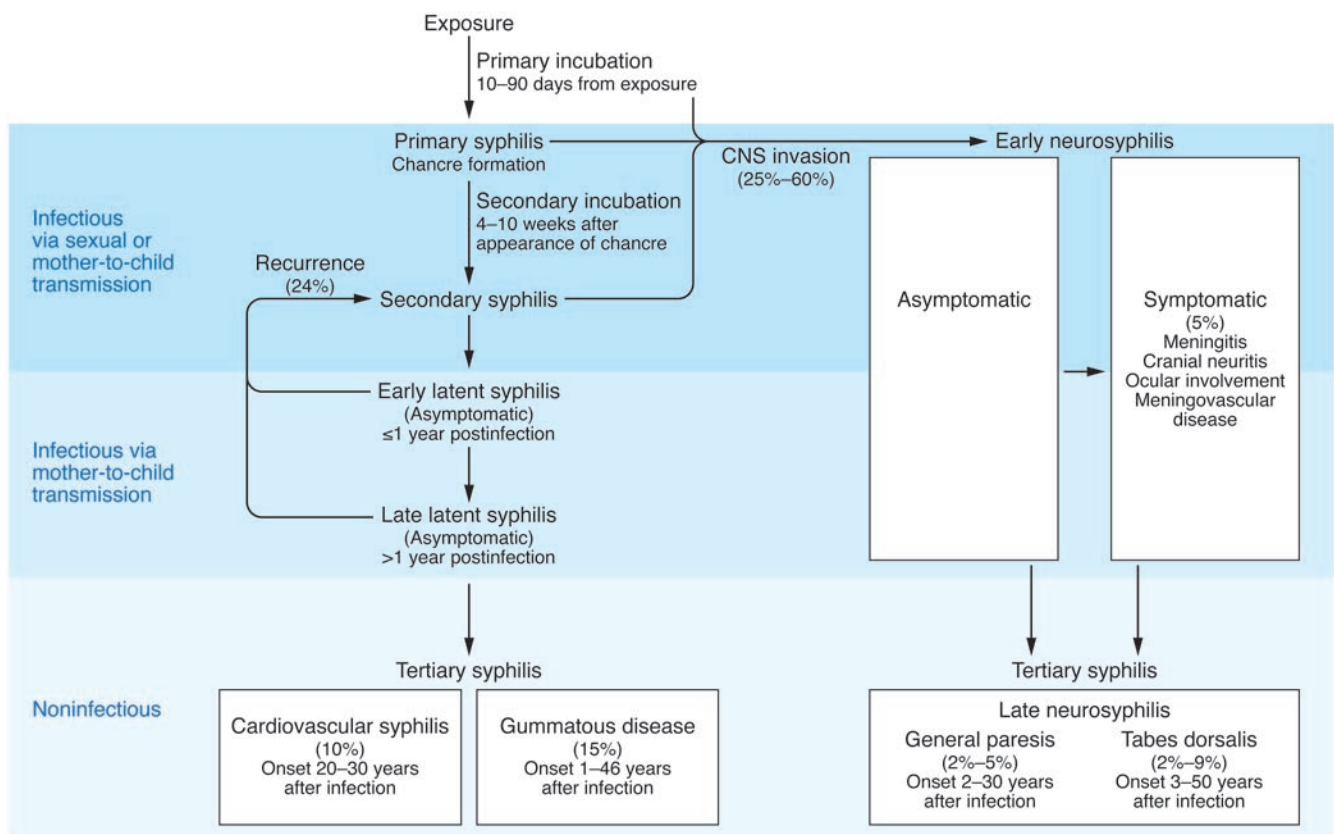 Exposure
Primary incubation
10–90 days from exposure
Primary syphilis
Chancre formation
CNS invasion
(25%–60%)
Early neurosyphilis
Infectious
via sexual or
mother-to-child
transmission
Secondary incubation
4–10 weeks after
appearance of chancre
Recurrence
(24%)
Secondary syphilis
Asymptomatic
Symptomatic
(5%)
Meningitis
Cranial neuritis
Ocular involvement
Meningovascular
disease
Infectious via
mother-to-child
transmission
Early latent syphilis
(Asymptomatic)
≤1 year postinfection
Late latent syphilis
(Asymptomatic)
>1 year postinfection
Noninfectious
Tertiary syphilis
Cardiovascular syphilis
(10%)
Onset 20–30 years
after infection
Gummatous disease
(15%)
Onset 1–46 years
after infection
Tertiary syphilis
Late neurosyphilis
General paresis
(2%–5%)
Onset 2–30 years
after infection
Tabes dorsalis
(2%–9%)
Onset 3–50 years
after infection